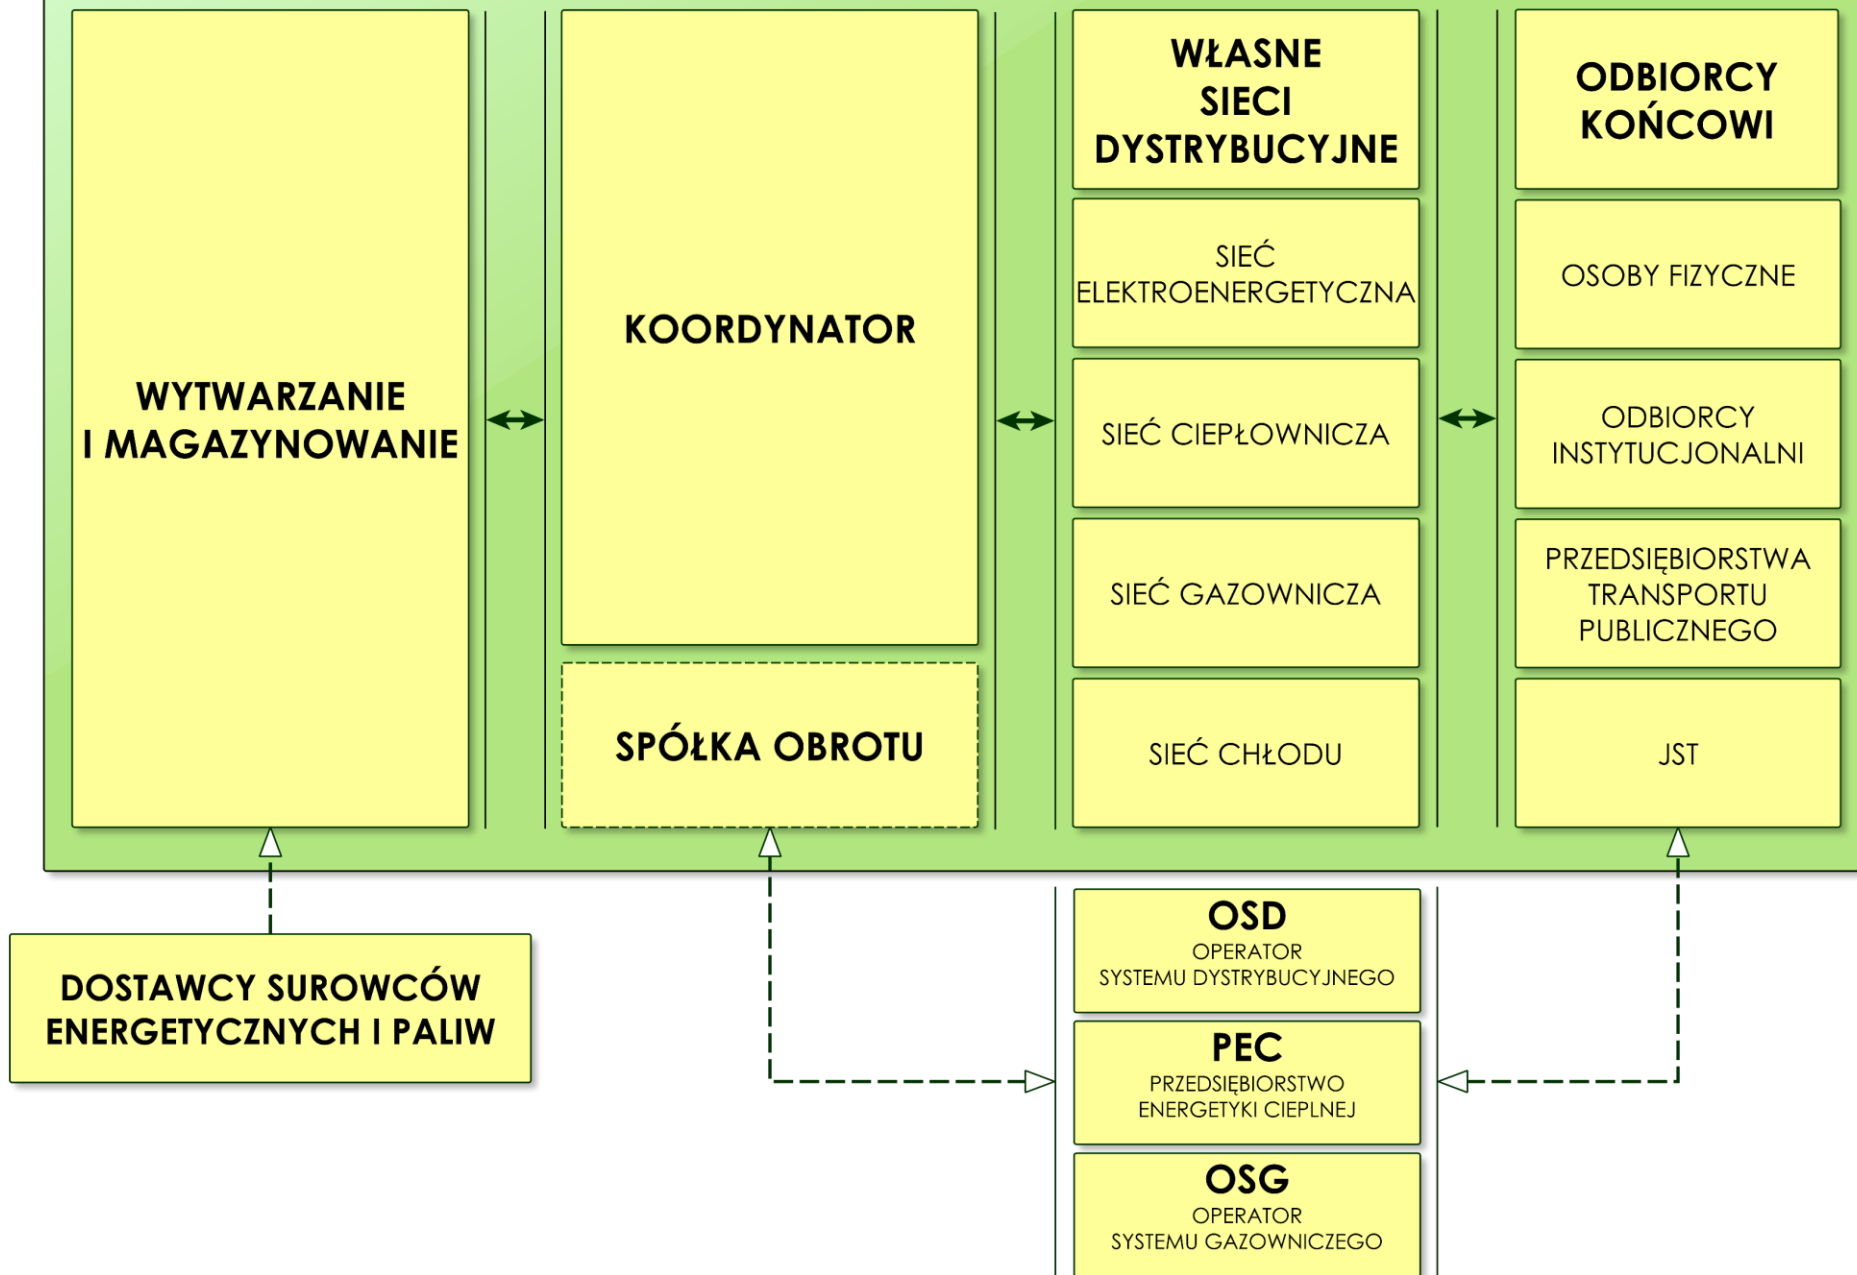 WYTWARZANIE
I MAGAZYNOWANIE
KOORDYNATOR
SPÓŁKA OBROTU
WŁASNE
SIECI
DYSTRYBUCYJNE
SIEĆ
ELEKTROENERGETYCZNA
SIEĆ CIEPŁOWNICZA
SIEĆ GAZOWNICZA
SIEĆ CHŁODU
ODBIORCY
KOŃCOWI
OSOBY FIZYCZNE
ODBIORCY
INSTYTUCJONALNI
PRZEDSIĘBIORSTWA
TRANSPORTU
PUBLICZNEGO
JST
DOSTAWCY SUROWCÓW
ENERGETYCZNYCH I PALIW
OSD
OPERATOR
SYSTEMU DYSTRYBUCYJNEGO
PEC
PRZEDSIĘBIORSTWO
ENERGETYKI CIEPLNEJ
OSG
OPERATOR
SYSTEMU GAZOWNICZEGO